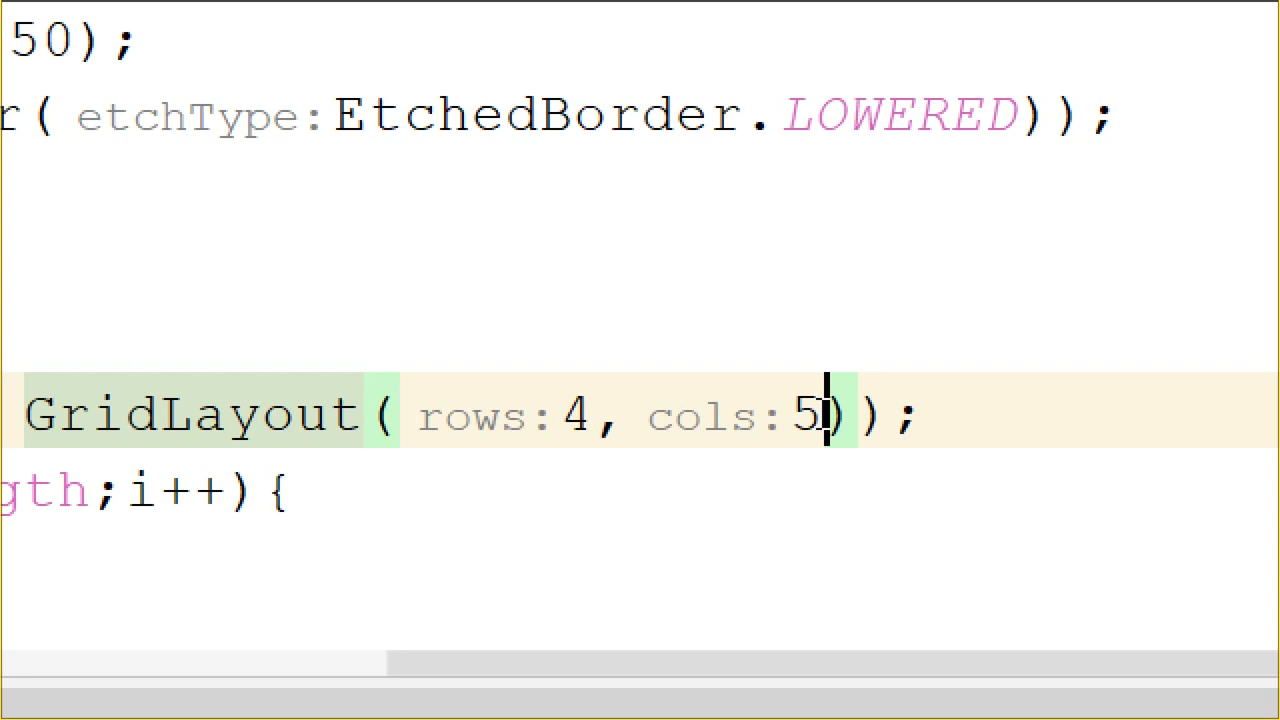 50);
r( etchType: EtchedBorder.LOWERED));
GridLayout( rows: 4, cols: 5));
gth;i++){